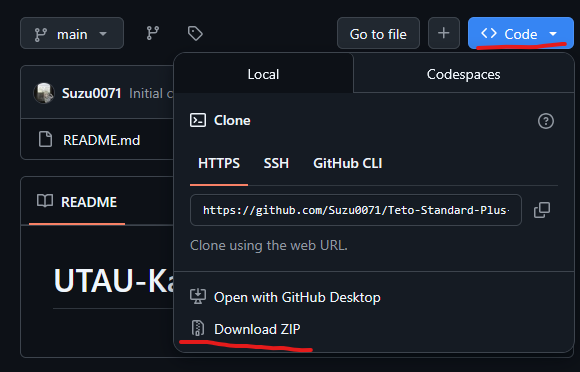 main
Go to file
Code
Local
Codespaces
Suzu0071 Initial c
Clone
README.md
HTTPS SSH GitHub CLI
README
https://github.com/Suzu0071/Teto-Standard-Plus-
Clone using the web URL.
UTAU-Ka
Open with GitHub Desktop
Download ZIP